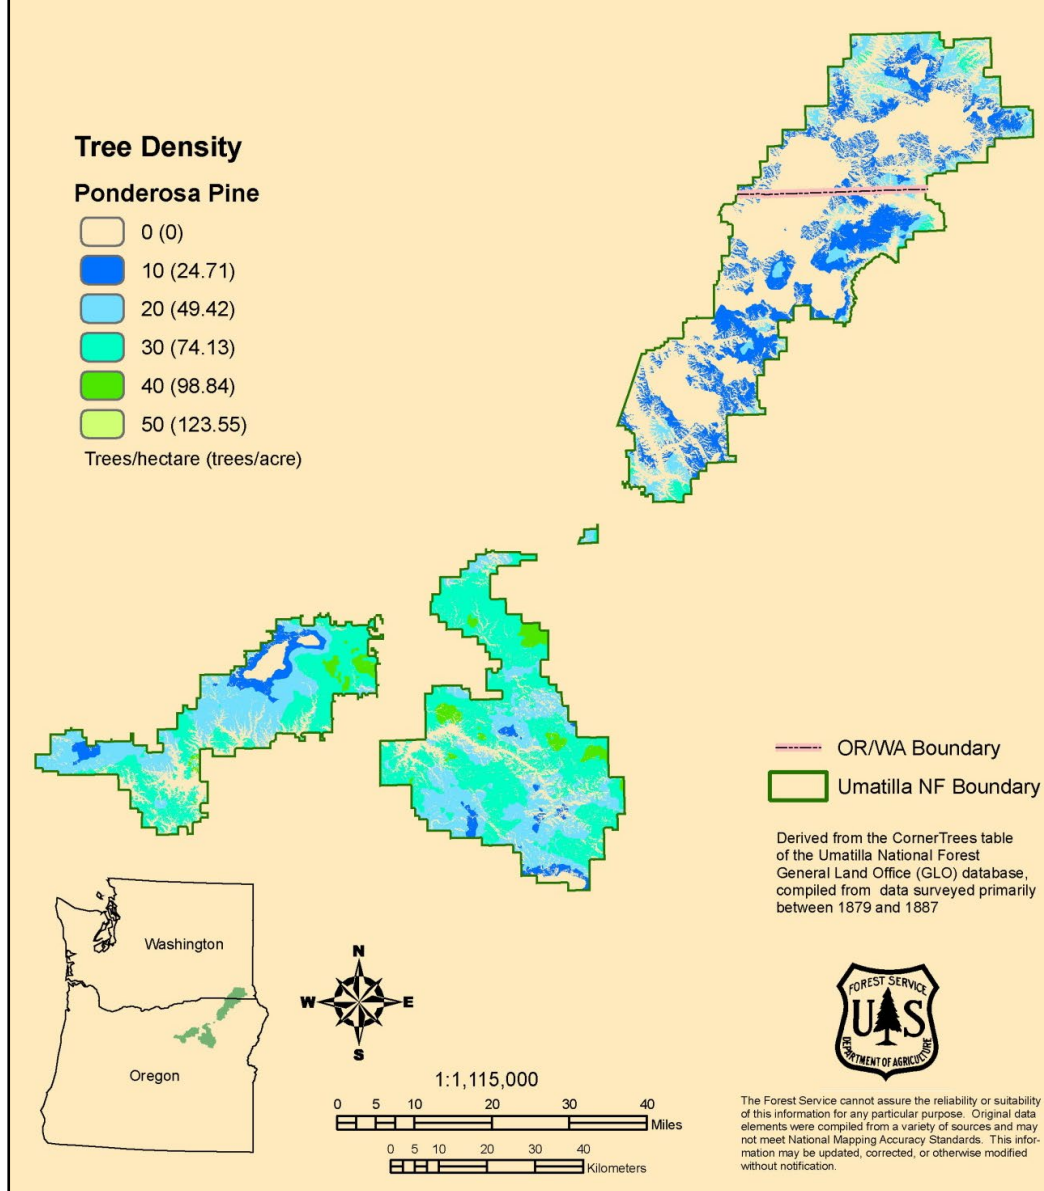 Tree Density
Ponderosa Pine
0 (0)
10 (24.71)
20 (49.42)
30 (74.13)
40 (98.84)
50 (123.55)
Trees/hectare (trees/acre)
OR/WA Boundary
Umatilla NF Boundary
Derived from the CornerTrees table
of the Umatilla National Forest
General Land Office (GLO) database,
compiled from data surveyed primarily
between 1879 and 1887
Washington
Oregon
N
W E
S
1:1,115,000
0 5 10 20 30 40
Miles
0 5 10 20 30 40
Kilometers
FOREST SERVICE
U S
DEPARTMENT OF AGRICULTURE
The Forest Service cannot assure the reliability or suitability
of this information for any particular purpose. Original data
elements were compiled from a variety of sources and may
not meet National Mapping Accuracy Standards. This infor-
mation may be updated, corrected, or otherwise modified
without notification.